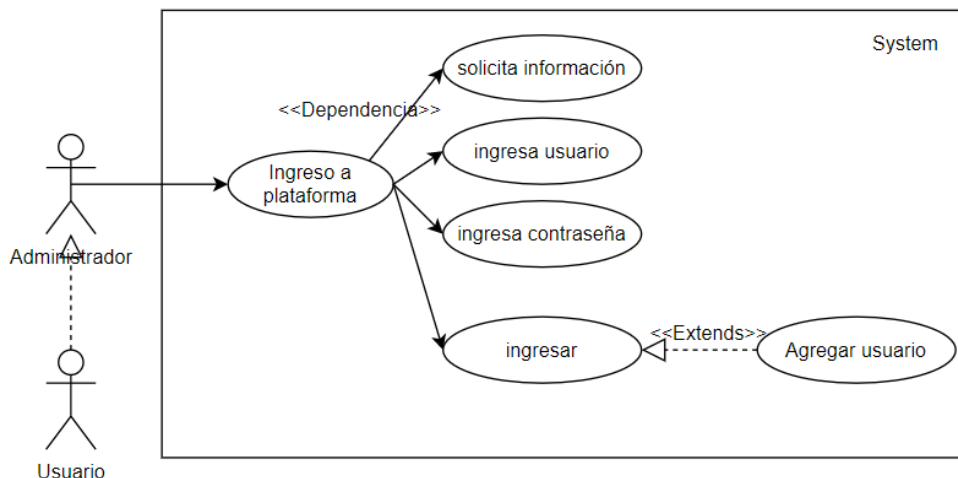 System
solicita información
<<Dependencia>>
ingresa usuario
Ingreso a
plataforma
ingresa contraseña
Administrador
<<Extends>>
ingresar
Agregar usuario
Usuario